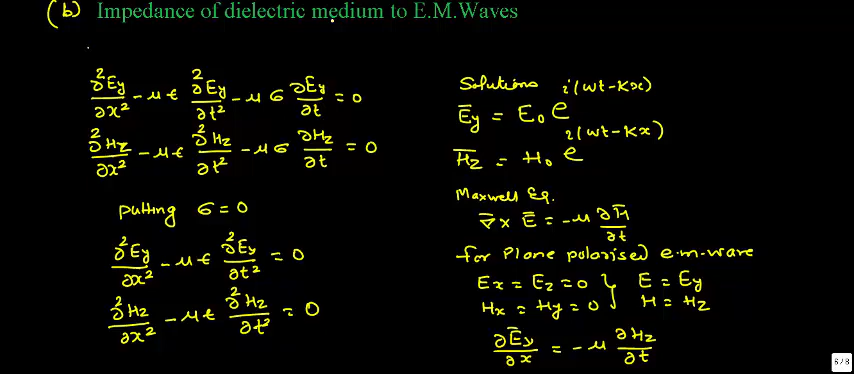 (b) Impedance of dielectric medium to E.M.Waves
∂²Ey/∂x² - μϵ ∂²Ey/∂t² - μσ ∂Ey/∂t = 0
∂²Hz/∂x² - μϵ ∂²Hz/∂t² - μσ ∂Hz/∂t = 0
putting σ = 0
∂²Ey/∂x² - μϵ ∂²Ey/∂t² = 0
∂²Hz/∂x² - μϵ ∂²Hz/∂t² = 0
Solutions
E̅y = E₀ e^i(ωt-Kx)
H̅z = H₀ e^i(ωt-Kx)
Maxwell Eq.
∇̅ x E̅ = -μ ∂H̅/∂t
for Plane polarised e.m.wave
Ex = Ez = 0 } E = Ey
Hx = Hy = 0 } H = Hz
∂E̅y/∂x = -μ ∂Hz/∂t
6/8